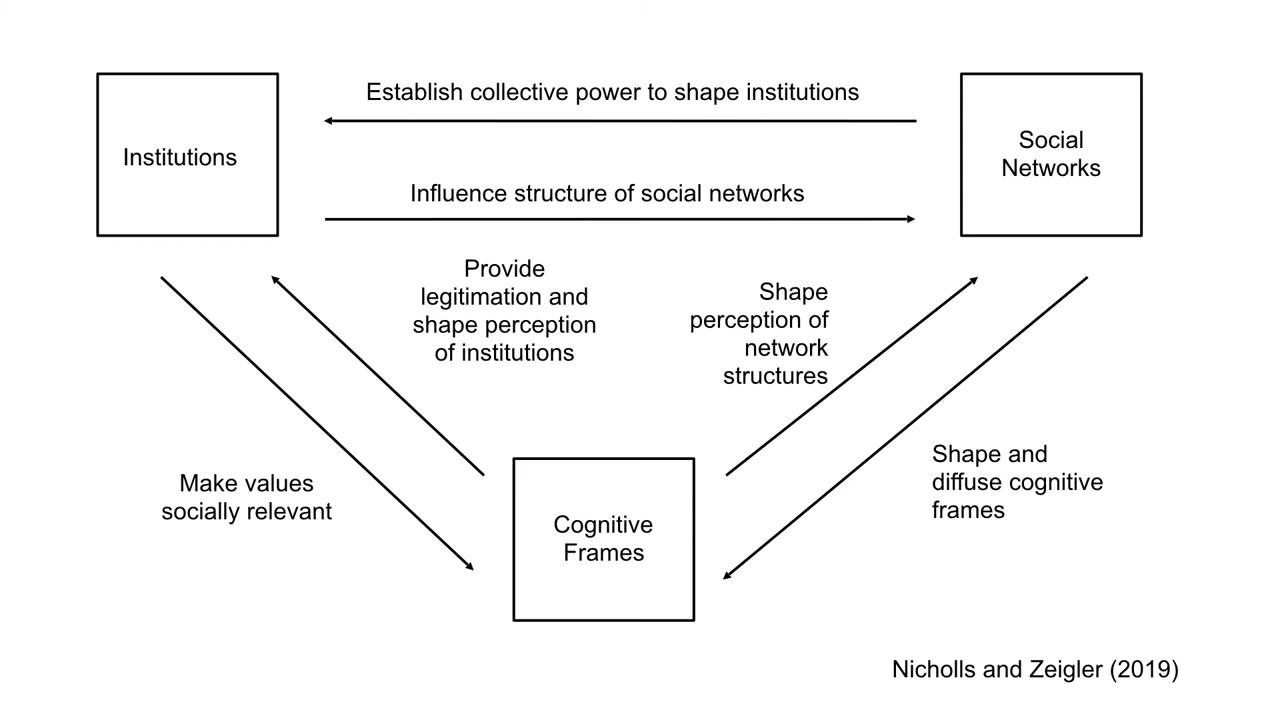 Establish collective power to shape institutions
Institutions
Social
Networks
Influence structure of social networks
Provide
legitimation and
shape perception
of institutions
Shape
perception of
network
structures
Make values
socially relevant
Shape and
diffuse cognitive
frames
Cognitive
Frames
Nicholls and Zeigler (2019)